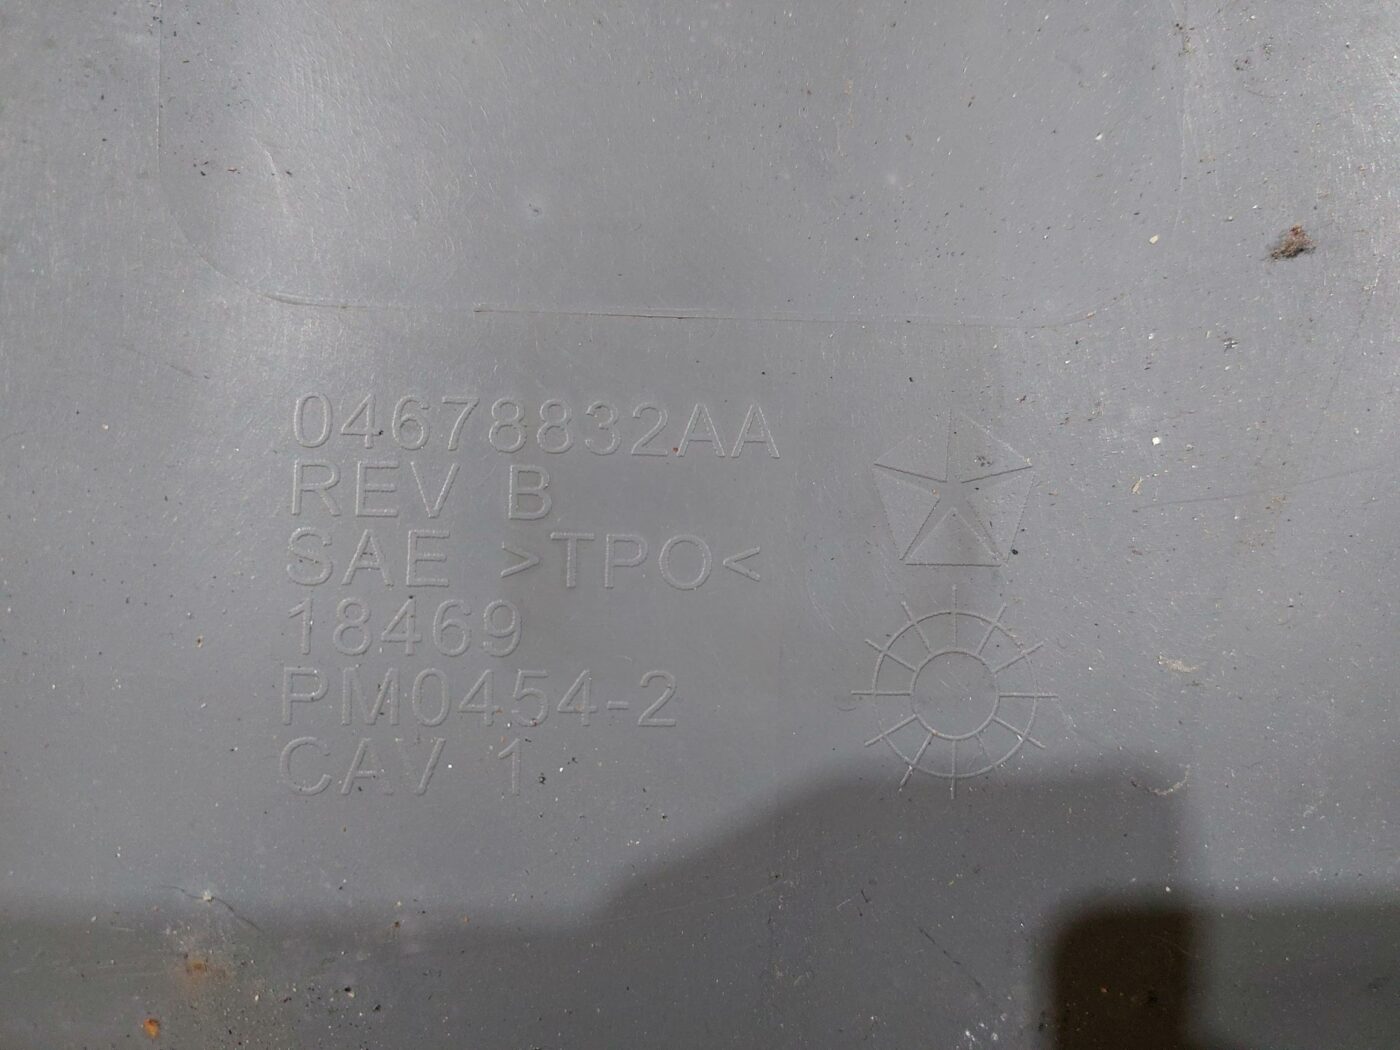 04678832AA
REV B
SAE >TPO<
18469
PM0454-2
CAV 1